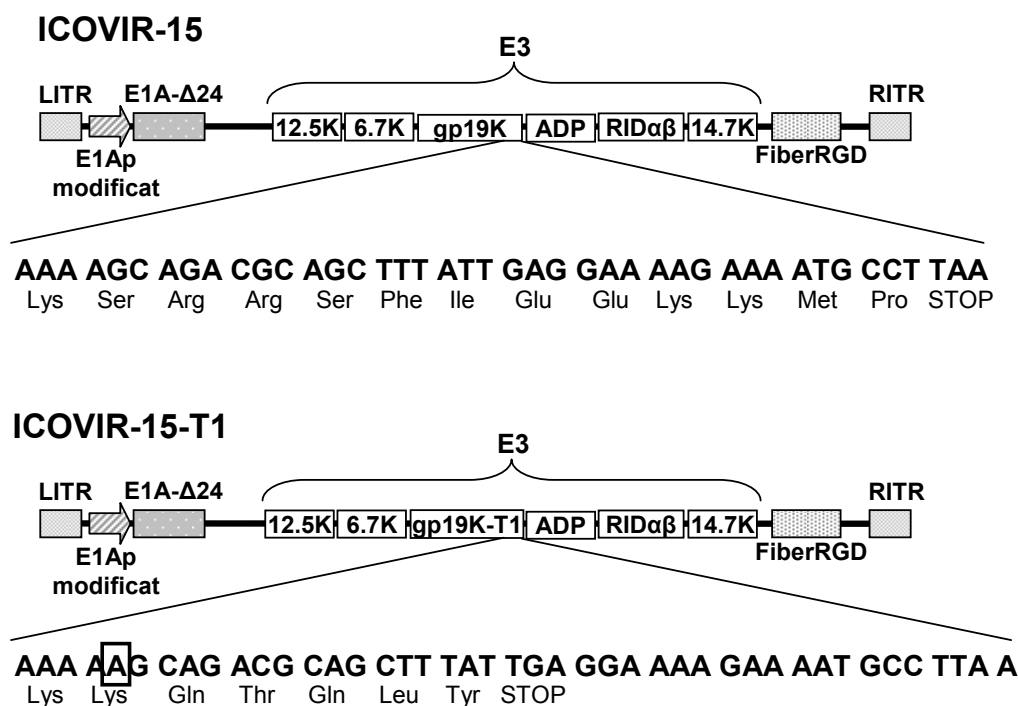 ICOVIR-15
E3
LITR E1A-Δ24 RITR
12.5K 6.7K gp19K ADP RIDαβ 14.7K
E1Ap FiberRGD
modificat
AAA AGC AGA CGC AGC TTT ATT GAG GAA AAG AAA ATG CCT TAA
Lys Ser Arg Arg Ser Phe Ile Glu Glu Lys Lys Met Pro STOP
ICOVIR-15-T1
E3
LITR E1A-Δ24 RITR
12.5K 6.7K gp19K-T1 ADP RIDαβ 14.7K
E1Ap FiberRGD
modificat
AAA AAG CAG ACG CAG CTT TAT TGA GGA AAA GAA AAT GCC TTA A
Lys Lys Gln Thr Gln Leu Tyr STOP